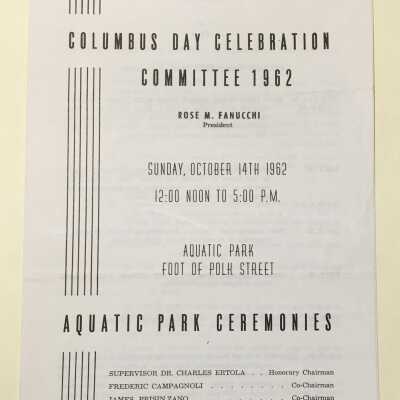 COLUMBUS DAY CELEBRATION
COMMITTEE 1962
ROSE M. FANUCCHI
President
SUNDAY, OCTOBER 14TH 1962
12:00 NOON TO 5:00 P.M.
AQUATIC PARK
FOOT OF POLK STREET
AQUATIC PARK CEREMONIES
SUPERVISOR DR. CHARLES ERTOLA . . Honorary Chairman
FREDERIC CAMPAGNOLI . . . . . . . . Co-Chairman
JAMES PRISINZANO . . . . . . . . . Co-Chairman